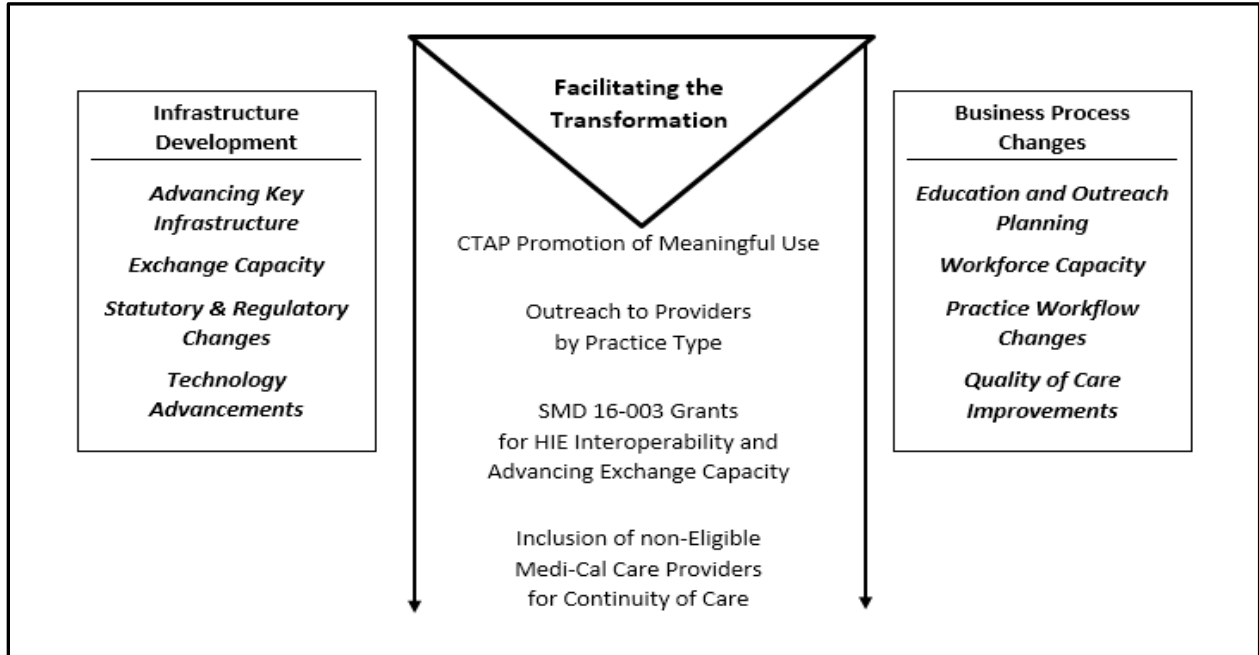 Infrastructure
Development
Advancing Key
Infrastructure
Exchange Capacity
Statutory & Regulatory
Changes
Technology
Advancements
Facilitating the
Transformation
CTAP Promotion of Meaningful Use
Outreach to Providers
by Practice Type
SMD 16-003 Grants
for HIE Interoperability and
Advancing Exchange Capacity
Inclusion of non-Eligible
Medi-Cal Care Providers
for Continuity of Care
Business Process
Changes
Education and Outreach
Planning
Workforce Capacity
Practice Workflow
Changes
Quality of Care
Improvements